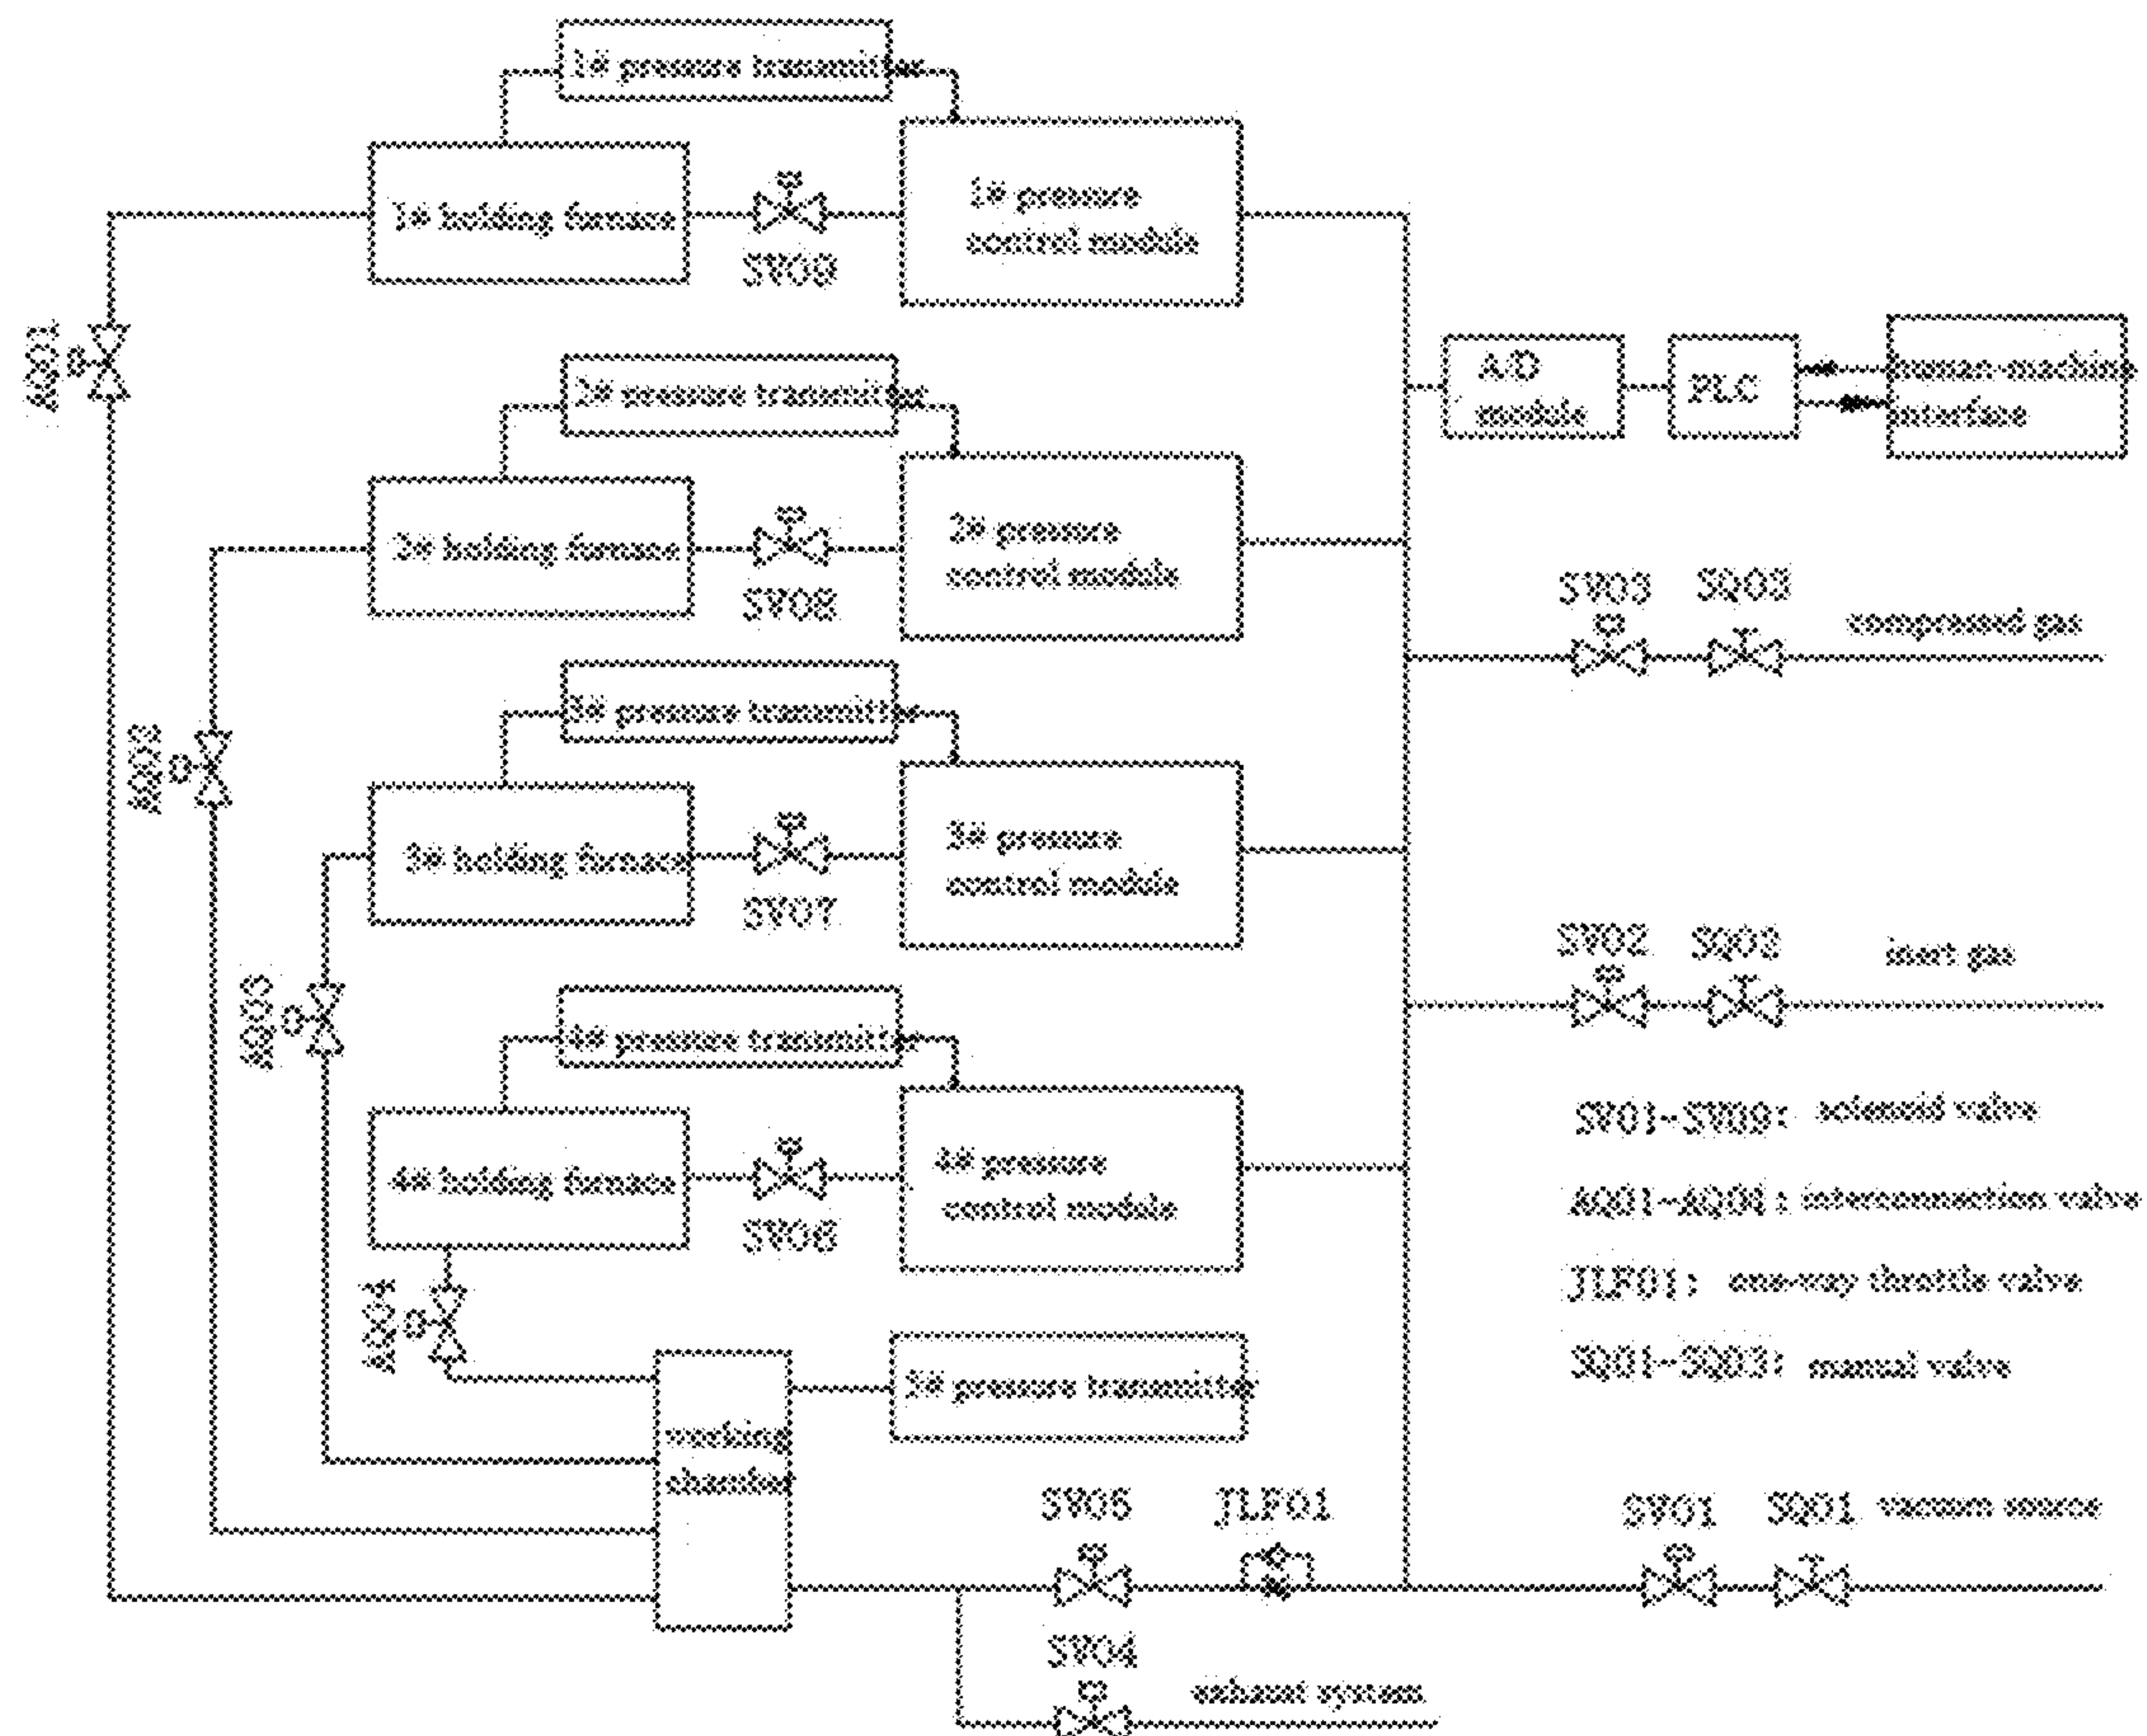 1# pressure transmitter
1# pressure
control module
1# holding furnace
SV09
AQ01
2# pressure transmitter
A/D
module
PLC
human-machine
interface
2# pressure
control module
2# holding furnace
SV08
AQ02
SV03
SQ03
compressed gas
3# pressure transmitter
3# pressure
control module
3# holding furnace
SV07
AQ03
SV02
SQ02
inert gas
4# pressure transmitter
4# pressure
control module
4# holding furnace
SV06
AQ04
SV01~SV09: solenoid valve
AQ01~AQ04: interconnection valve
JLF01: one-way throttle valve
SQ01~SQ03: manual valve
5# pressure transmitter
working
chamber
SV05
JLF01
SV01
SQ01
vacuum source
SV04
exhaust system